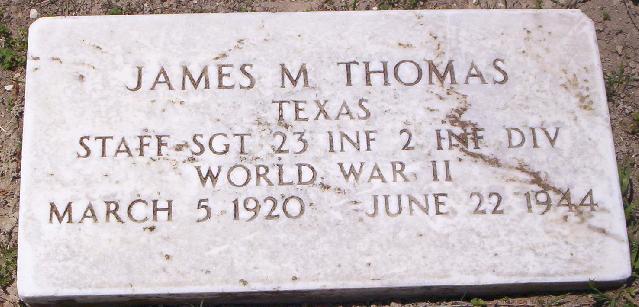 JAMES M THOMAS
TEXAS
STAFF SGT 23 INF 2 INF DIV
WORLD WAR II
MARCH 5 1920 JUNE 22 1944